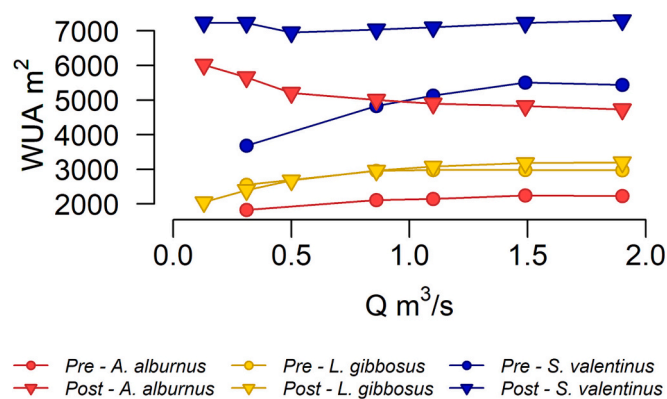 7000
6000
5000
4000
3000
2000
WUA m²
0.0 0.5 1.0 1.5 2.0
Q m³/s
Pre - A. alburnus Pre - L. gibbosus Pre - S. valentinus
Post - A. alburnus Post - L. gibbosus Post - S. valentinus